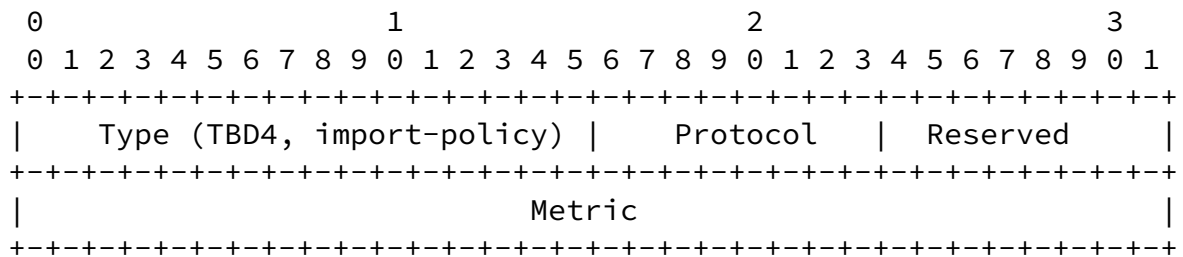 0                   1                   2                   3
 0 1 2 3 4 5 6 7 8 9 0 1 2 3 4 5 6 7 8 9 0 1 2 3 4 5 6 7 8 9 0 1
+-+-+-+-+-+-+-+-+-+-+-+-+-+-+-+-+-+-+-+-+-+-+-+-+-+-+-+-+-+-+-+-+
|    Type (TBD4, import-policy) |    Protocol   |  Reserved     |
+-+-+-+-+-+-+-+-+-+-+-+-+-+-+-+-+-+-+-+-+-+-+-+-+-+-+-+-+-+-+-+-+
|                            Metric                             |
+-+-+-+-+-+-+-+-+-+-+-+-+-+-+-+-+-+-+-+-+-+-+-+-+-+-+-+-+-+-+-+-+